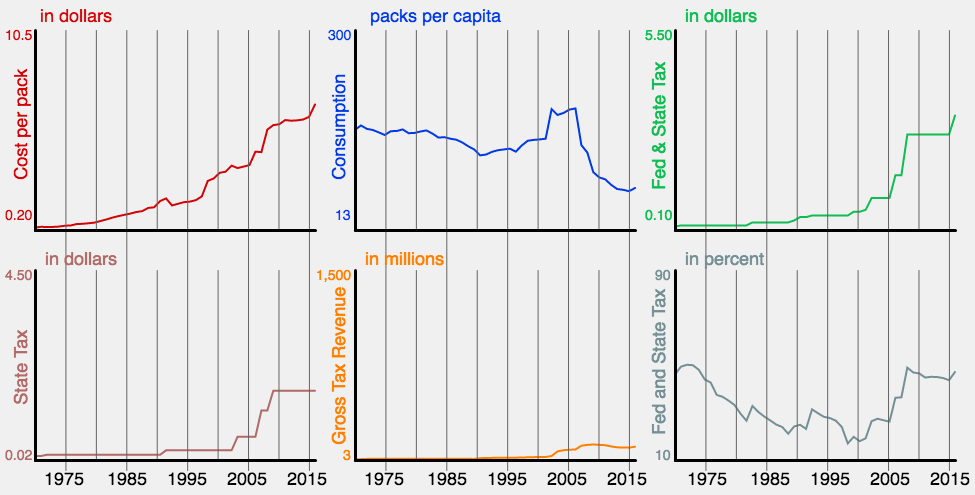 in dollars
10.5
Cost per pack
0.20
packs per capita
300
Consumption
13
in dollars
5.50
Fed & State Tax
0.10
in dollars
4.50
State Tax
0.02
1975 1985 1995 2005 2015
in millions
1,500
Gross Tax Revenue
3
1975 1985 1995 2005 2015
in percent
90
Fed and State Tax
10
1975 1985 1995 2005 2015